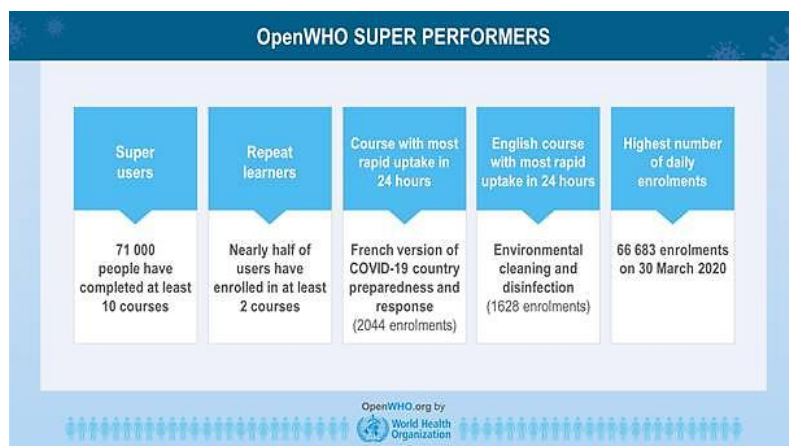 OpenWHO SUPER PERFORMERS
Super
users
71 000
people have
completed at least
10 courses
Repeat
learners
Nearly half of
users have
enrolled in at least
2 courses
Course with most
rapid uptake in
24 hours
French version of
COVID-19 country
preparedness and
response
(2044 enrolments)
English course
with most rapid
uptake in 24 hours
Environmental
cleaning and
disinfection
(1628 enrolments)
Highest number
of daily
enrolments
66 683 enrolments
on 30 March 2020
OpenWHO.org by
World Health
Organization